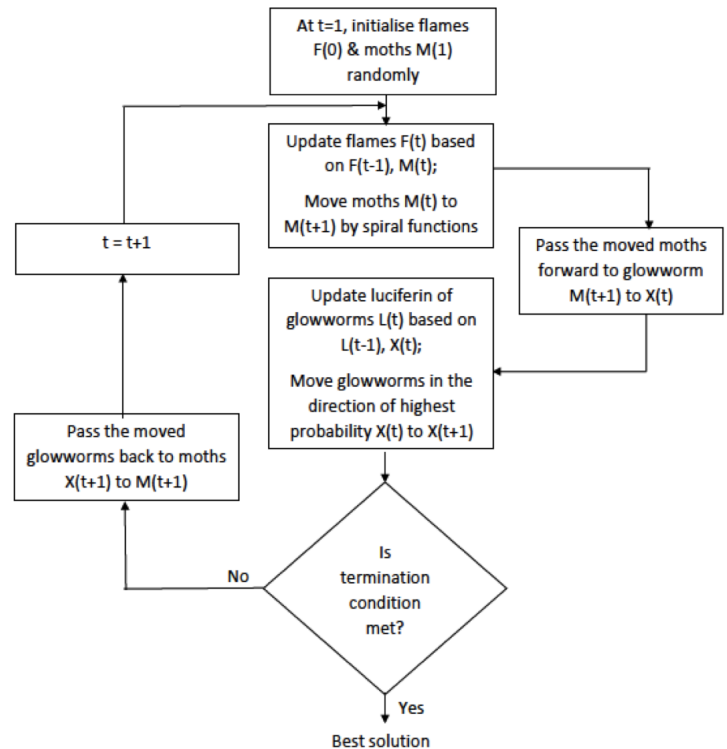 At t=1, initialise flames
F(0) & moths M(1)
randomly
Update flames F(t) based
on F(t-1), M(t);
Move moths M(t) to
M(t+1) by spiral functions
Pass the moved moths
forward to glowworm
M(t+1) to X(t)
Update luciferin of
glowworms L(t) based on
L(t-1), X(t);
Move glowworms in the
direction of highest
probability X(t) to X(t+1)
Is
termination
condition
met?
No
Pass the moved
glowworms back to moths
X(t+1) to M(t+1)
t = t+1
Yes
Best solution